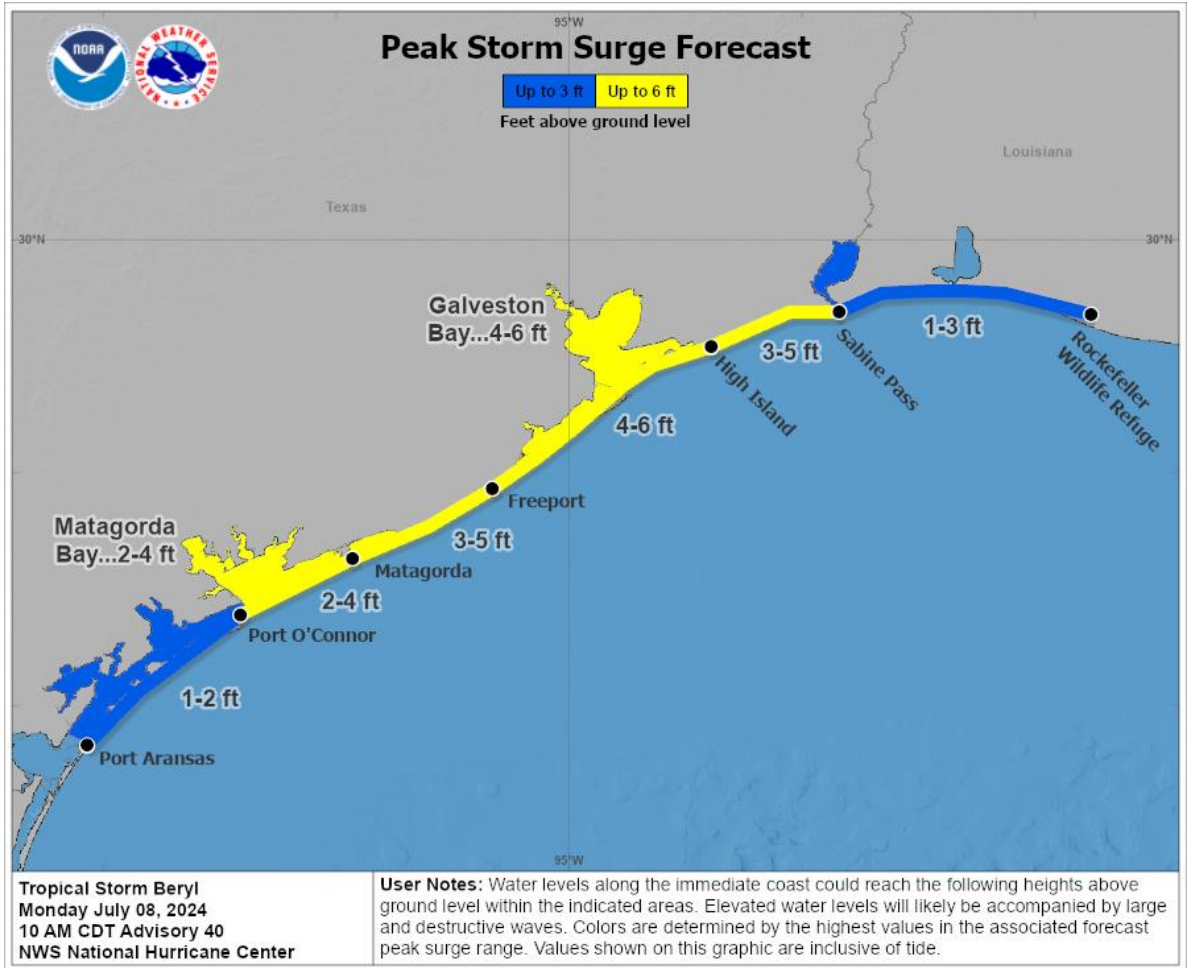 95°W
Peak Storm Surge Forecast
NOAA
NATIONAL WEATHER SERVICE
Up to 3 ft
Up to 6 ft
Feet above ground level
Louisiana
Texas
30°N
30°N
Galveston
Bay...4-6 ft
1-3 ft
3-5 ft
Sabine Pass
Rockefeller
Wildlife Refuge
High Island
4-6 ft
Freeport
Matagorda
Bay...2-4 ft
3-5 ft
Matagorda
2-4 ft
Port O'Connor
1-2 ft
Port Aransas
95°W
Tropical Storm Beryl
Monday July 08, 2024
10 AM CDT Advisory 40
NWS National Hurricane Center
User Notes: Water levels along the immediate coast could reach the following heights above
ground level within the indicated areas. Elevated water levels will likely be accompanied by large
and destructive waves. Colors are determined by the highest values in the associated forecast
peak surge range. Values shown on this graphic are inclusive of tide.